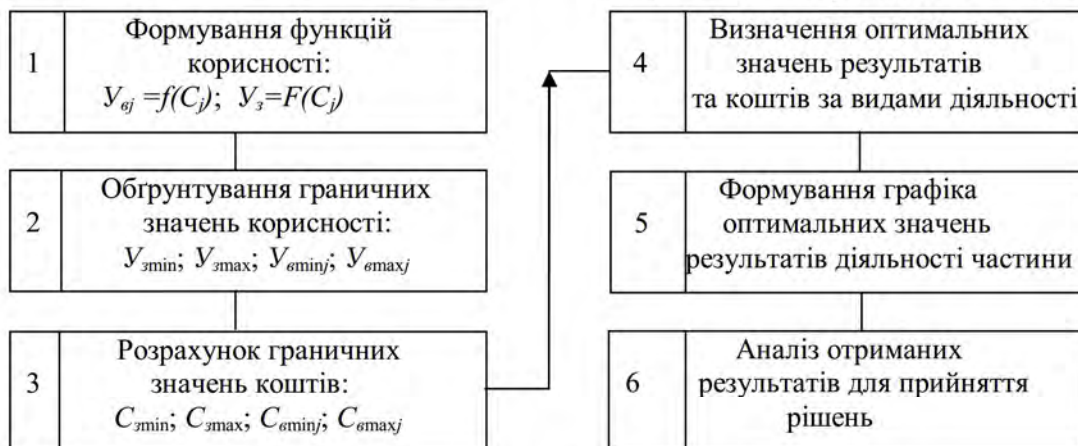 1
Формування функцій
корисності:
Увj =f(Cj); Уз=F(Cj)
2
Обґрунтування граничних
значень корисності:
Узmin; Узmax; Увminj; Увmaxj
3
Розрахунок граничних
значень коштів:
Cзmin; Cзmax; Cвminj; Cвmaxj
4
Визначення оптимальних
значень результатів
та коштів за видами діяльності
5
Формування графіка
оптимальних значень
результатів діяльності частини
6
Аналіз отриманих
результатів для прийняття
рішень